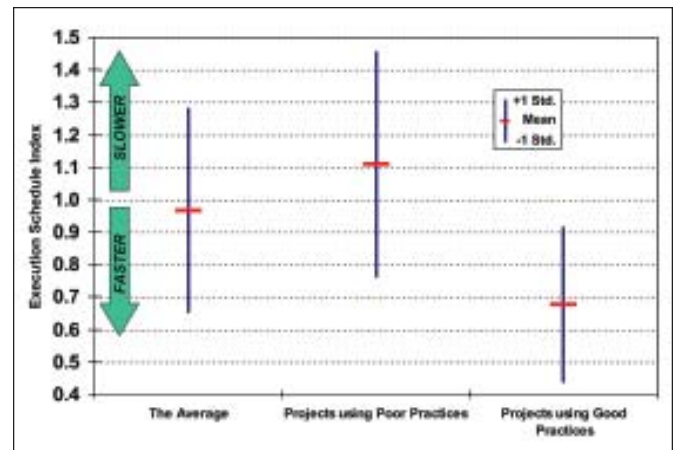 1.5
1.4
1.3
1.2
1.1
1.0
0.9
0.8
0.7
0.6
0.5
0.4
Execution Schedule Index
SLOWER
FASTER
+1 Std.
Mean
-1 Std.
The Average
Projects using Poor Practices
Projects using Good
Practices